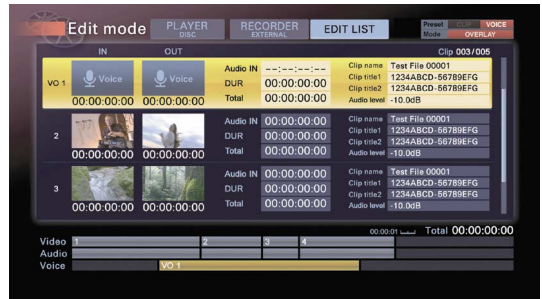 Edit mode PLAYER DISC RECORDER EXTERNAL EDIT LIST Preset CLIP VOICE
Mode OVERLAY
IN OUT Clip 003/005
VO 1 Voice Voice
00:00:00:00 00:00:00:00
Audio IN --:--:--:--
DUR 00:00:00:00
Total 00:00:00:00
Clip name Test File 00001
Clip title1 1234ABCD-56789EFG
Clip title2 1234ABCD-56789EFG
Audio level -10.0dB
2
00:00:00:00 00:00:00:00
Audio IN 00:00:00:00
DUR 00:00:00:00
Total 00:00:00:00
Clip name Test File 00001
Clip title1 1234ABCD-56789EFG
Clip title2 1234ABCD-56789EFG
Audio level -10.0dB
3
00:00:00:00 00:00:00:00
Audio IN 00:00:00:00
DUR 00:00:00:00
Total 00:00:00:00
Clip name Test File 00001
Clip title1 1234ABCD-56789EFG
Clip title2 1234ABCD-56789EFG
Audio level -10.0dB
00:00:01 Total 00:00:00:00
Video 1 2 3 4
Audio
Voice VO 1